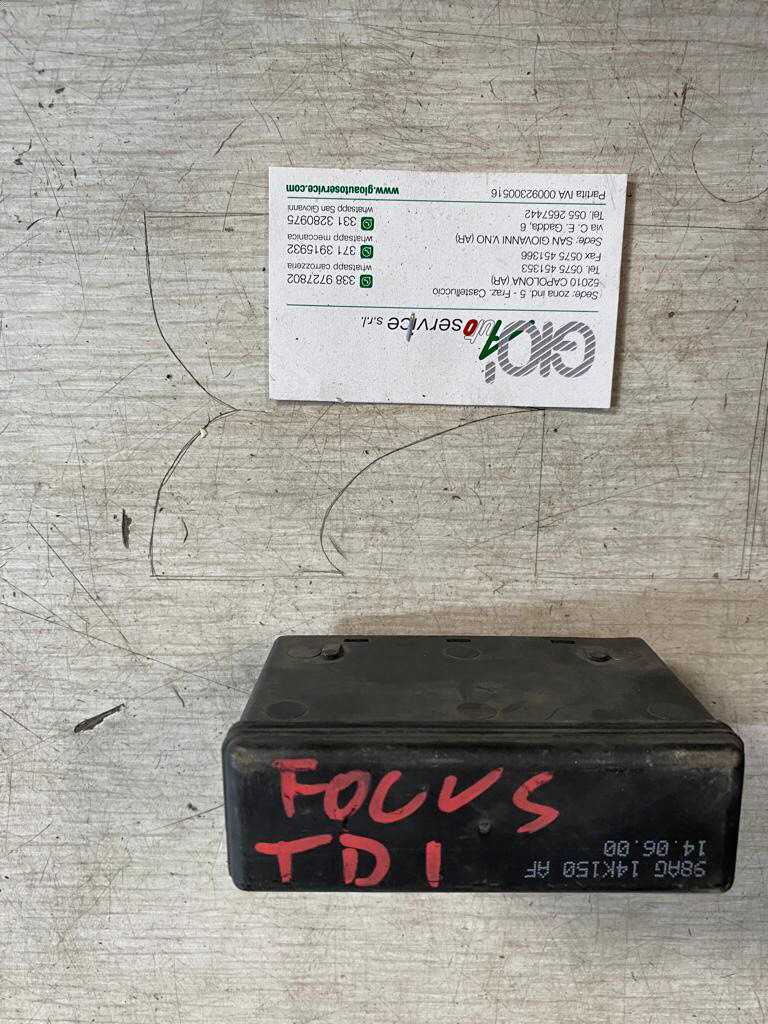 GIOi
Autoservice s.r.l.
Sede: zona ind. 5 - Fraz. Castelluccio
52010 CAPOLONA (AR)
Tel. 0575 451353
Fax 0575 451366
Sede: SAN GIOVANNI V.NO (AR)
via C. E. Gadda, 6
Tel. 055 2657442
Partita IVA 00092300516
338 9727802
whatsapp carrozzeria
371 3915932
whatsapp meccanica
331 3280975
whatsapp San Giovanni
www.gioautoservice.com
FOCUS
TDI
98AG 14K150 AF
14.06.00